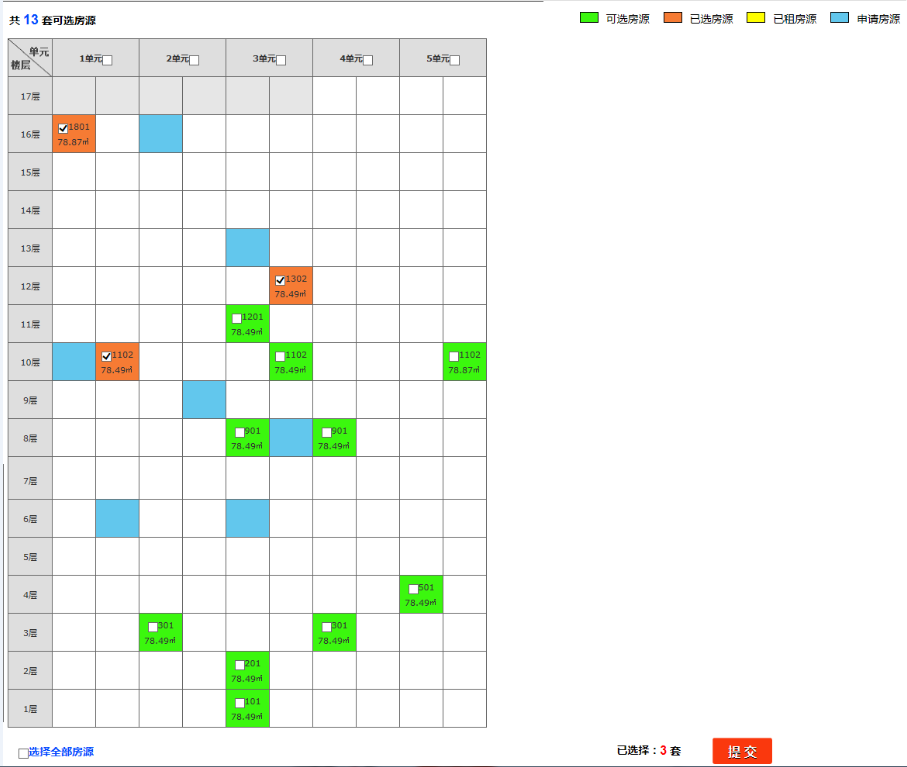 共 13 套可选房源
可选房源 已选房源 已租房源 申请房源
单元
楼层
1单元 2单元 3单元 4单元 5单元
17层
16层 1801
78.87㎡
15层
14层
13层
12层 1302
78.49㎡
11层 1201
78.49㎡
10层 1102 1102 1102
78.49㎡ 78.49㎡ 78.87㎡
9层
8层 901 901
78.49㎡ 78.49㎡
7层
6层
5层
4层 501
78.49㎡
3层 301 301
78.49㎡ 78.49㎡
2层 201
78.49㎡
1层 101
78.49㎡
选择全部房源
已选择：3 套 提 交